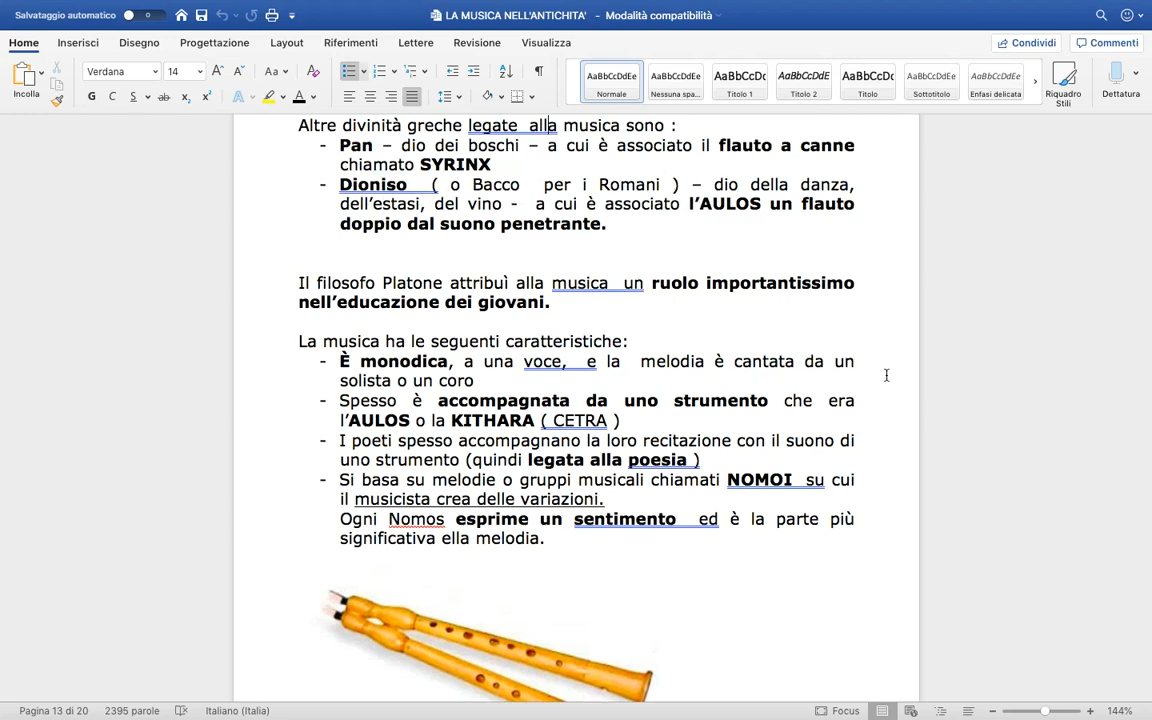 Salvataggio automatico
LA MUSICA NELL'ANTICHITA' - Modalità compatibilità
Home Inserisci Disegno Progettazione Layout Riferimenti Lettere Revisione Visualizza Condividi Commenti
Incolla Verdana 14 Aa AaBbCcDdEe AaBbCcDdEe AaBbCcDc AaBbCcDdE AaBbCcDc AaBbCcDdEe AaBbCcDdEe
G C S ab x₂ x² A A Normale Nessuna spa... Titolo 1 Titolo 2 Titolo Sottotitolo Enfasi delicata Riquadro Stili Dettatura
Altre divinità greche legate alla musica sono :
- Pan – dio dei boschi – a cui è associato il flauto a canne
chiamato SYRINX
- Dioniso ( o Bacco per i Romani ) – dio della danza,
dell'estasi, del vino - a cui è associato l'AULOS un flauto
doppio dal suono penetrante.
Il filosofo Platone attribuì alla musica un ruolo importantissimo
nell'educazione dei giovani.
La musica ha le seguenti caratteristiche:
- È monodica, a una voce, e la melodia è cantata da un
solista o un coro
- Spesso è accompagnata da uno strumento che era
l'AULOS o la KITHARA ( CETRA )
- I poeti spesso accompagnano la loro recitazione con il suono di
uno strumento (quindi legata alla poesia )
- Si basa su melodie o gruppi musicali chiamati NOMOI su cui
il musicista crea delle variazioni.
Ogni Nomos esprime un sentimento ed è la parte più
significativa ella melodia.
Pagina 13 di 20 2395 parole Italiano (Italia) Focus 144%